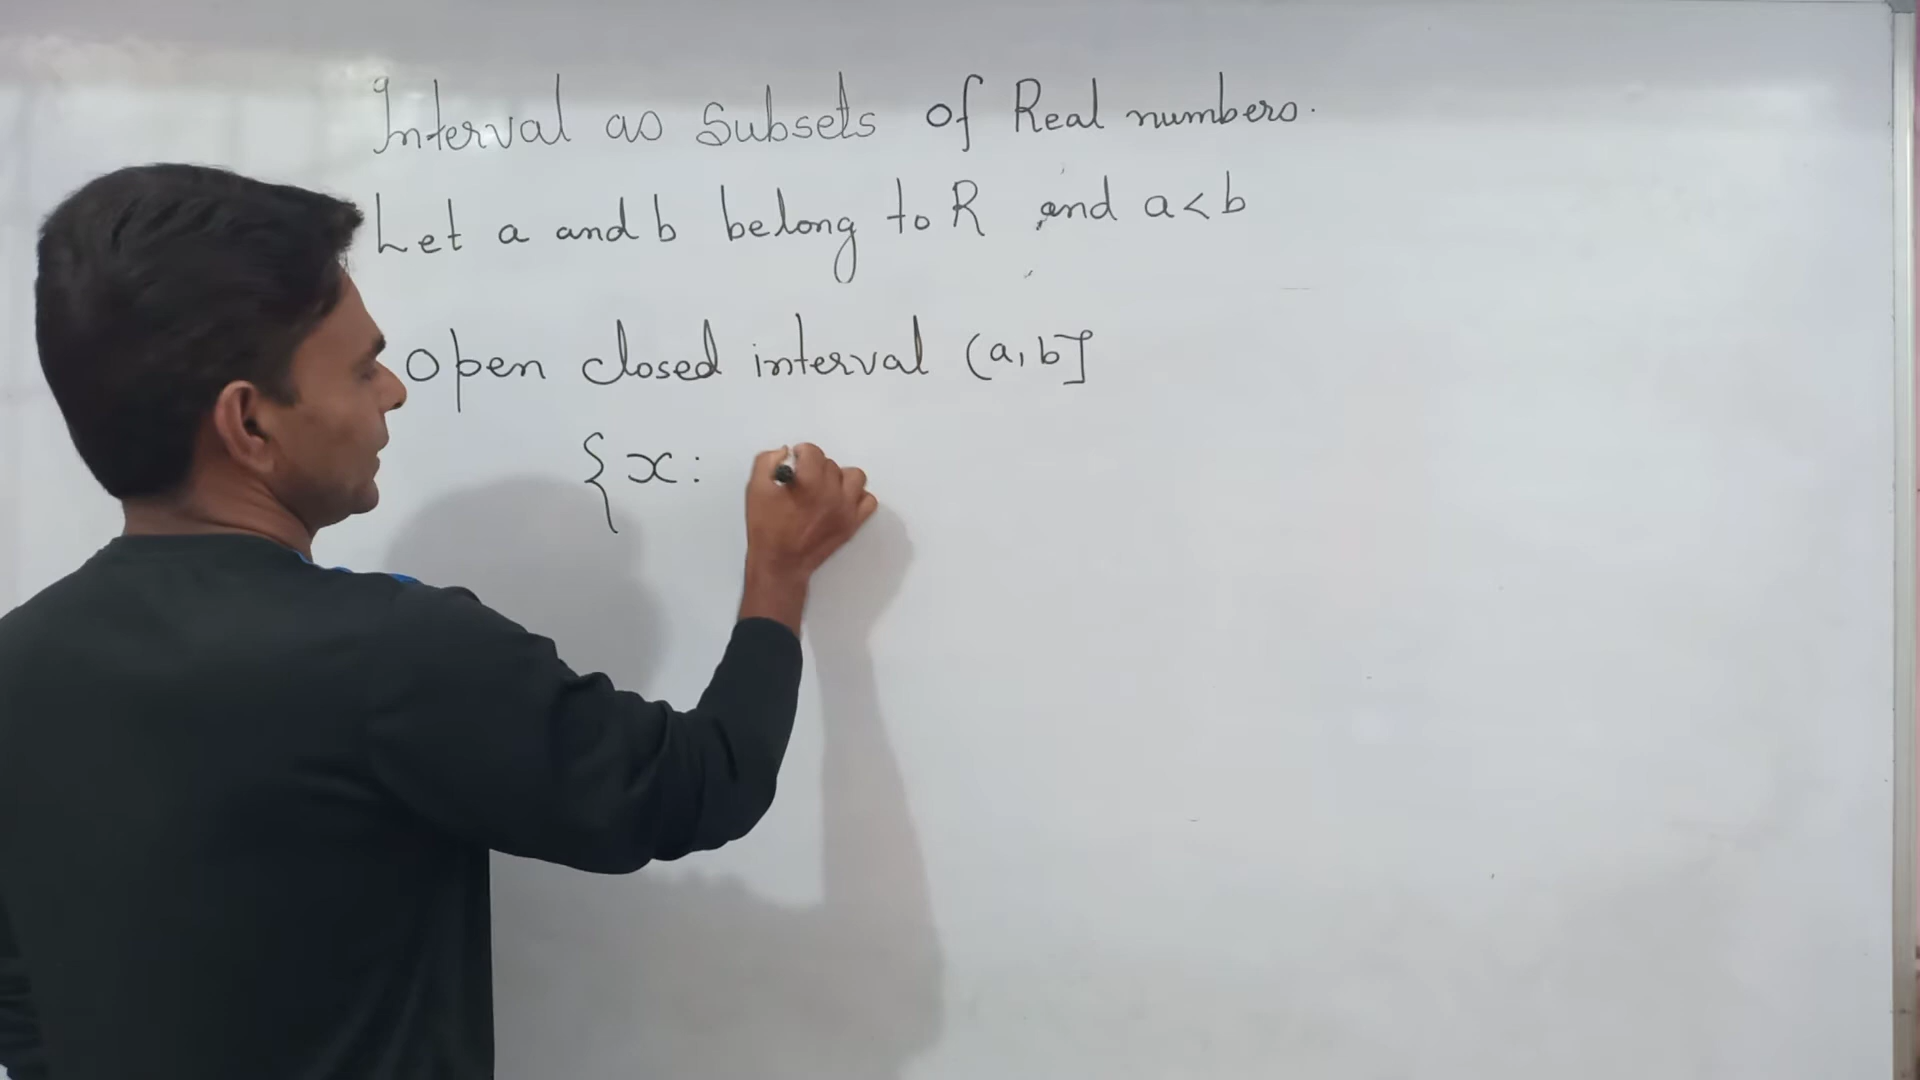 Interval as Subsets of Real numbers.
Let a and b belong to R and a<b
open closed interval (a, b]
{x: